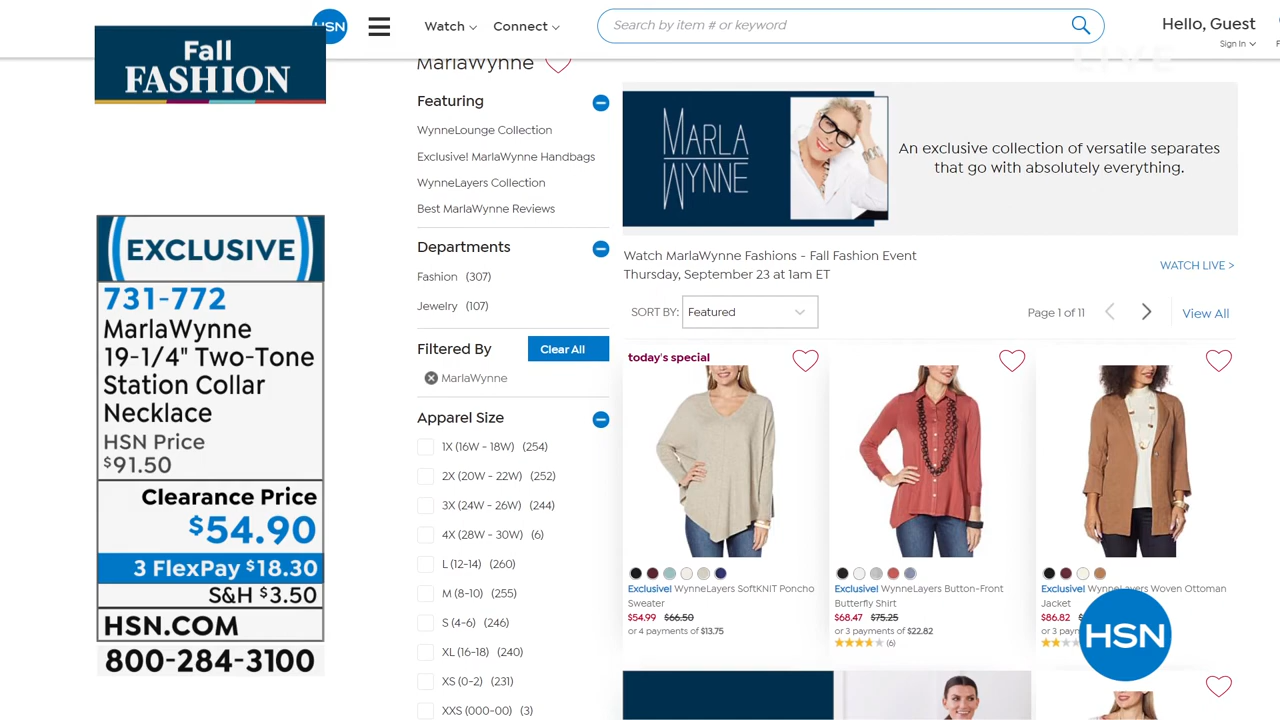 HSN
Watch
Connect
Search by item # or keyword
Hello, Guest
Sign In
Fall
FASHION
LIVE
EXCLUSIVE
731-772
MarlaWynne
19-1/4" Two-Tone
Station Collar
Necklace
HSN Price
$91.50
Clearance Price
$54.90
3 FlexPay $18.30
S&H $3.50
HSN.COM
800-284-3100
MarlaWynne
Featuring
WynneLounge Collection
Exclusive! MarlaWynne Handbags
WynneLayers Collection
Best MarlaWynne Reviews
Departments
Fashion (307)
Jewelry (107)
Filtered By
Clear All
MarlaWynne
Apparel Size
1X (16W - 18W) (254)
2X (20W - 22W) (252)
3X (24W - 26W) (244)
4X (28W - 30W) (6)
L (12-14) (260)
M (8-10) (255)
S (4-6) (246)
XL (16-18) (240)
XS (0-2) (231)
XXS (000-00) (3)
MARLA
WYNNE
An exclusive collection of versatile separates
that go with absolutely everything.
Watch MarlaWynne Fashions - Fall Fashion Event
Thursday, September 23 at 1am ET
WATCH LIVE >
SORT BY: Featured
Page 1 of 11
View All
today's special
Exclusive! WynneLayers SoftKNIT Poncho
Sweater
$54.99 $66.50
or 4 payments of $13.75
Exclusive! WynneLayers Button-Front
Butterfly Shirt
$68.47 $75.25
or 3 payments of $22.82
(6)
Exclusive! WynneLayers Woven Ottoman
Jacket
$86.82
or 3
HSN